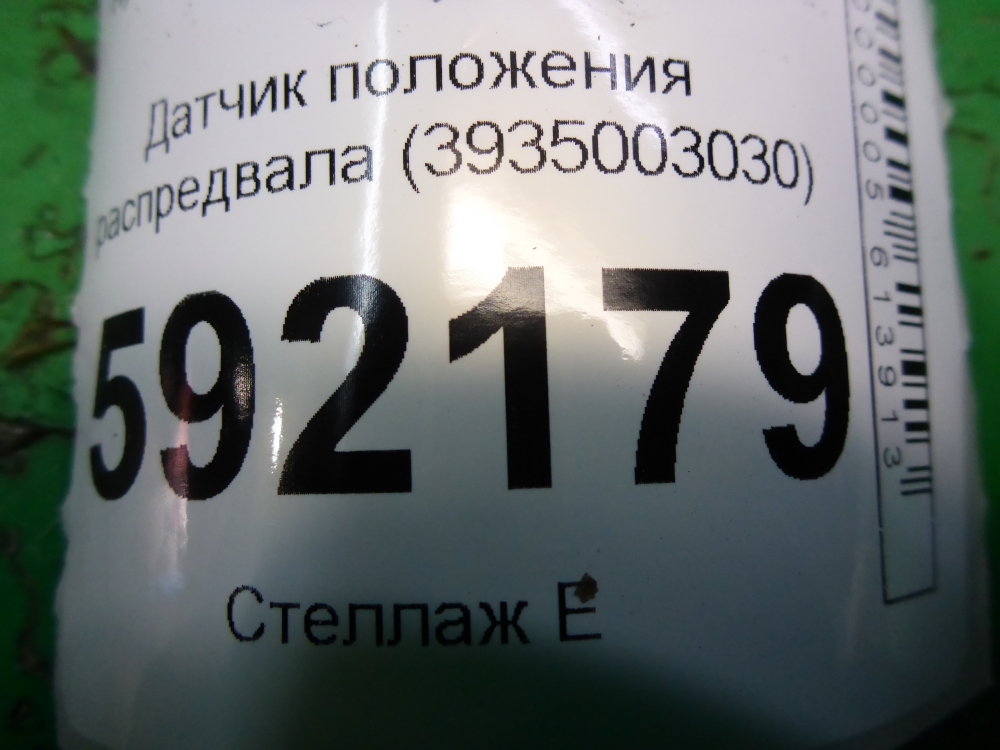 Датчик положения
распредвала (3935003030)
592179
Стеллаж Е